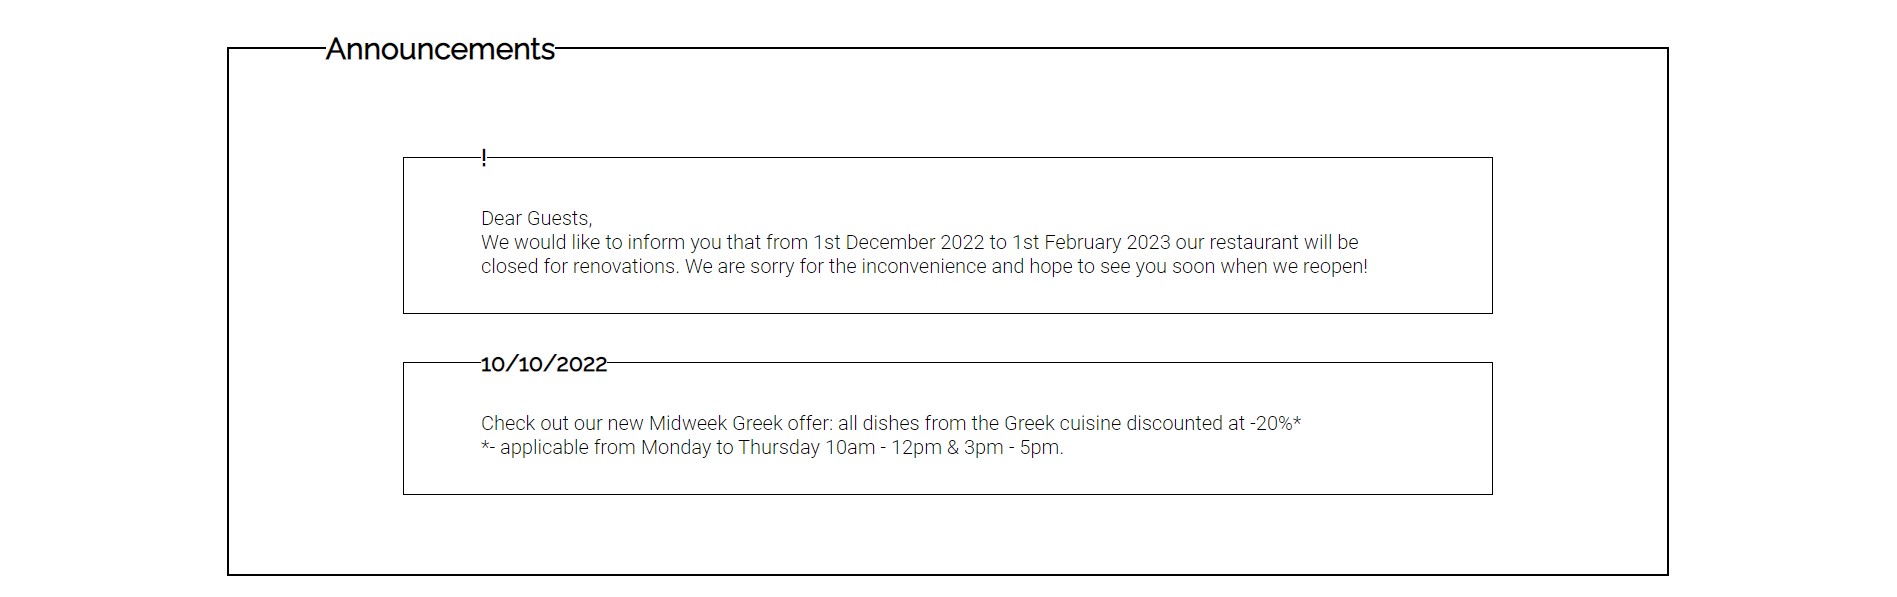 Announcements
!
Dear Guests,
We would like to inform you that from 1st December 2022 to 1st February 2023 our restaurant will be
closed for renovations. We are sorry for the inconvenience and hope to see you soon when we reopen!
10/10/2022
Check out our new Midweek Greek offer: all dishes from the Greek cuisine discounted at -20%*
*- applicable from Monday to Thursday 10am - 12pm & 3pm - 5pm.